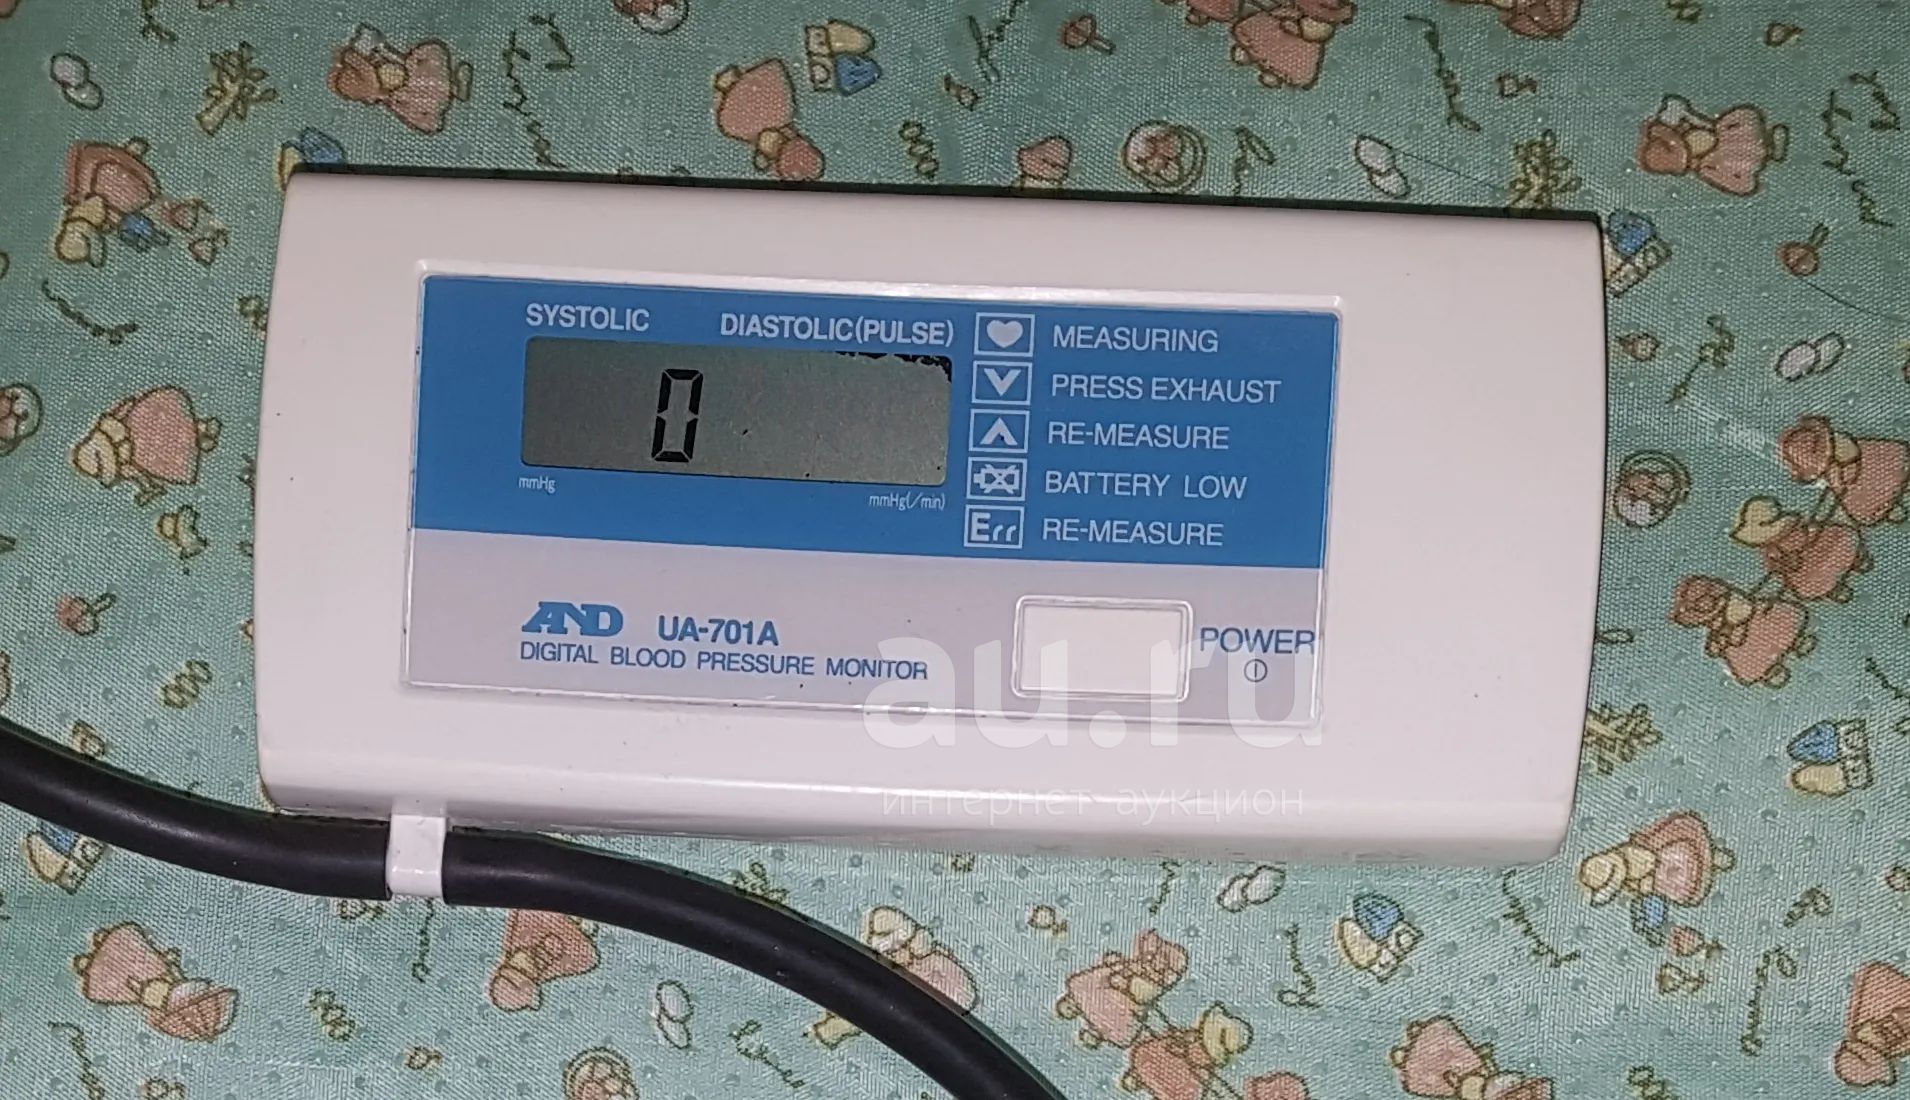 SYSTOLIC DIASTOLIC(PULSE)
0
mmHg mmHg(/min)
MEASURING
PRESS EXHAUST
RE-MEASURE
BATTERY LOW
Err RE-MEASURE
AND UA-701A
DIGITAL BLOOD PRESSURE MONITOR
POWER
au.ru
интернет аукцион